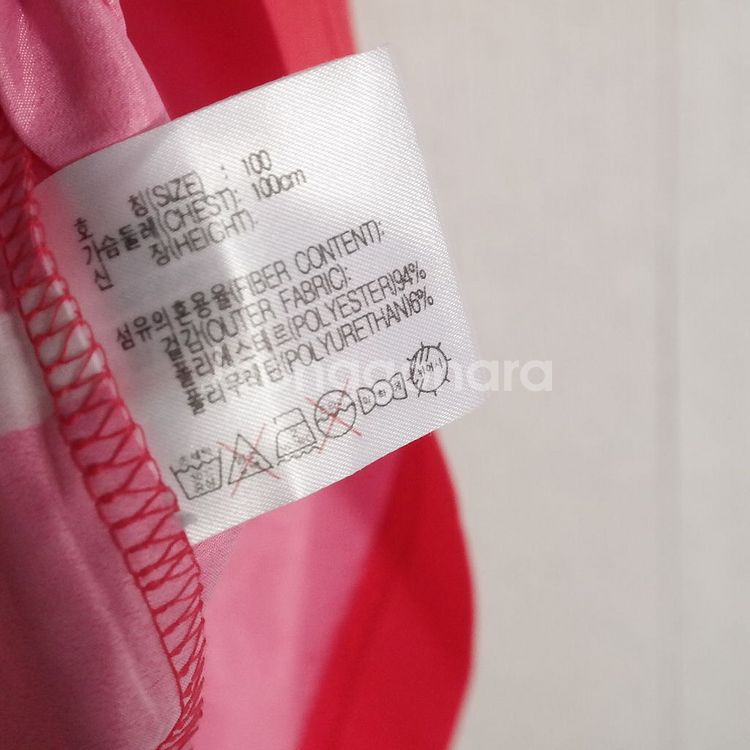 호 칭(SIZE) : 100
가슴둘레(CHEST): 100cm
신 장(HEIGHT):
섬유의혼용율(FIBER CONTENT):
겉감(OUTER FABRIC):
폴리에스테르(POLYESTER)94%
폴리우레탄(POLYURETHAN)6%